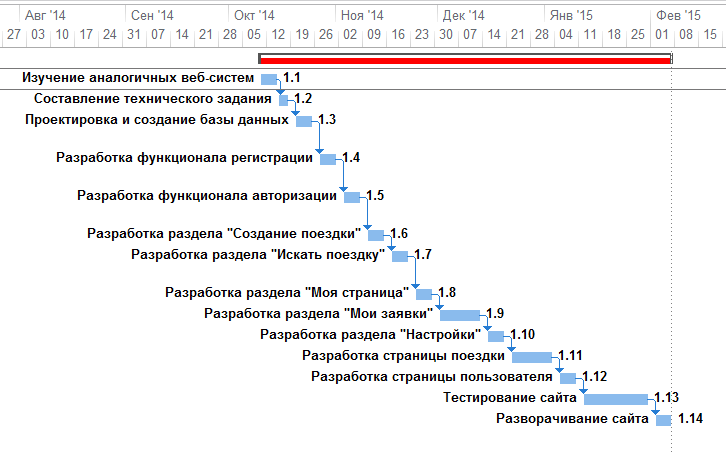 Авг '14 Сен '14 Окт '14 Ноя '14 Дек '14 Янв '15 Фев '15
27 03 10 17 24 31 07 14 21 28 05 12 19 26 02 09 16 23 30 07 14 21 28 04 11 18 25 01 08 15
Изучение аналогичных веб-систем 1.1
Составление технического задания 1.2
Проектировка и создание базы данных 1.3
Разработка функционала регистрации 1.4
Разработка функционала авторизации 1.5
Разработка раздела "Создание поездки" 1.6
Разработка раздела "Искать поездку" 1.7
Разработка раздела "Моя страница" 1.8
Разработка раздела "Мои заявки" 1.9
Разработка раздела "Настройки" 1.10
Разработка страницы поездки 1.11
Разработка страницы пользователя 1.12
Тестирование сайта 1.13
Разворачивание сайта 1.14